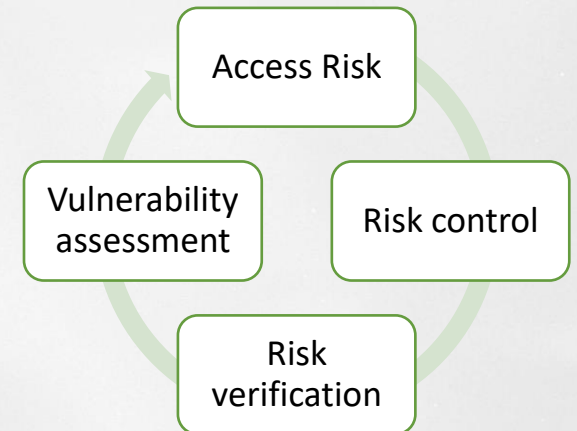 Access Risk
Risk control
Risk
verification
Vulnerability
assessment